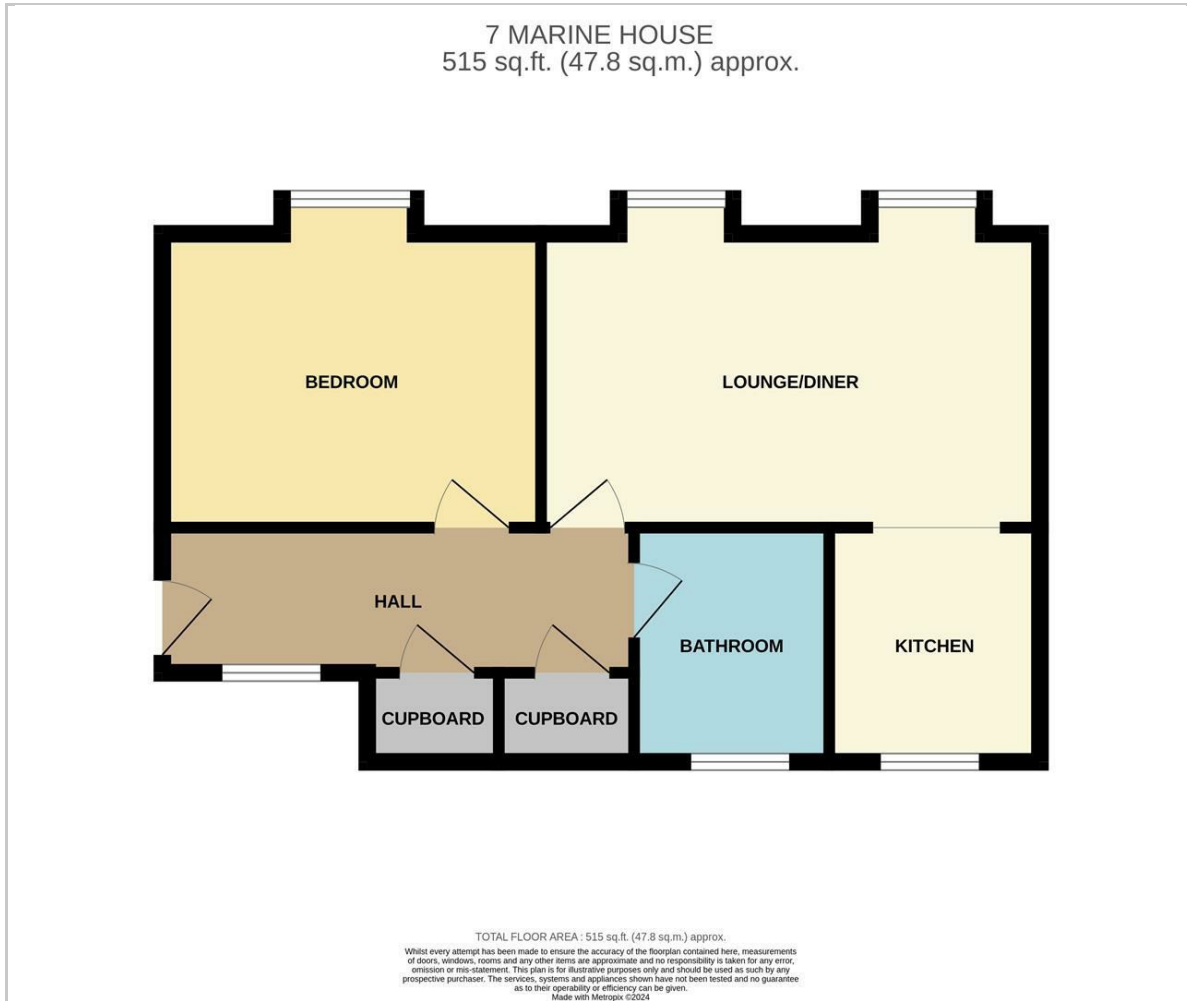 7 MARINE HOUSE
515 sq.ft. (47.8 sq.m.) approx.
BEDROOM
LOUNGE/DINER
HALL
BATHROOM
KITCHEN
CUPBOARD
CUPBOARD
TOTAL FLOOR AREA : 515 sq.ft. (47.8 sq.m.) approx.
Whilst every attempt has been made to ensure the accuracy of the floorplan contained here, measurements
of doors, windows, rooms and any other items are approximate and no responsibility is taken for any error,
omission or mis-statement. This plan is for illustrative purposes only and should be used as such by any
prospective purchaser. The services, systems and appliances shown have not been tested and no guarantee
as to their operability or efficiency can be given.
Made with Metropix ©2024